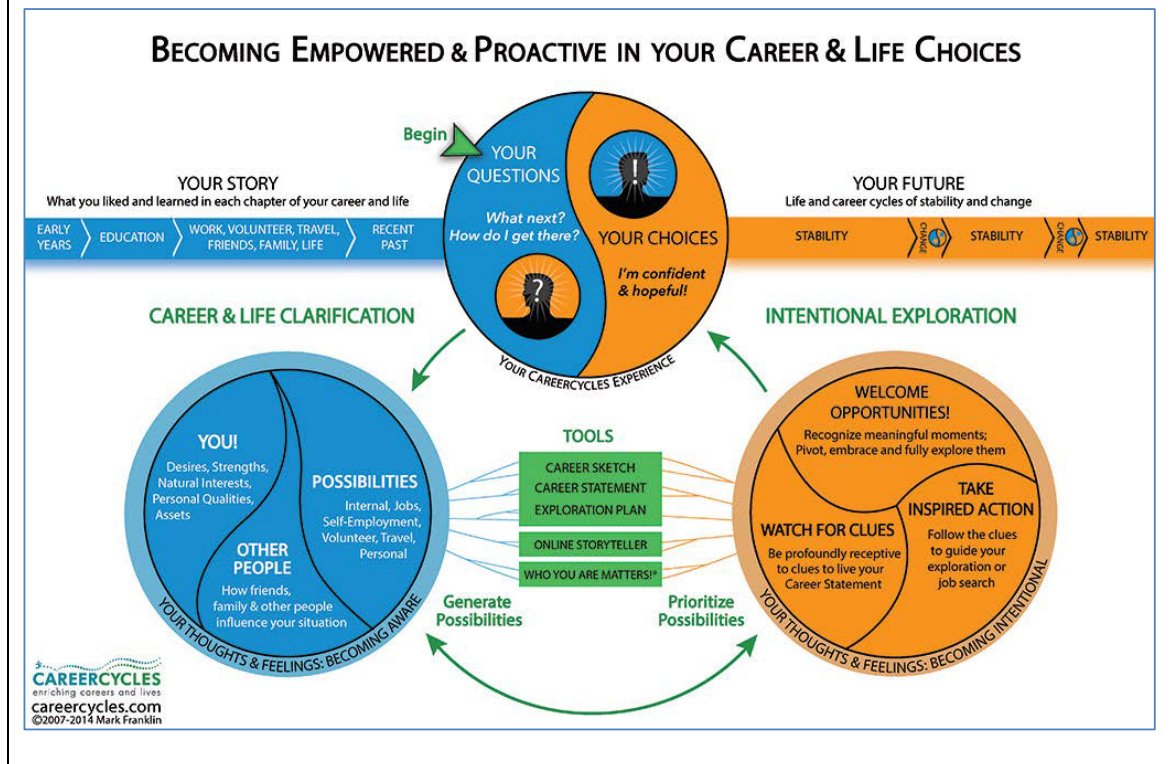 BECOMING EMPOWERED & PROACTIVE IN YOUR CAREER & LIFE CHOICES
Begin
YOUR
QUESTIONS
What next?
How do I get there?
?
!
YOUR CHOICES
I'm confident
& hopeful!
YOUR CAREERCYCLES EXPERIENCE
YOUR STORY
What you liked and learned in each chapter of your career and life
EARLY
YEARS
EDUCATION
WORK, VOLUNTEER, TRAVEL,
FRIENDS, FAMILY, LIFE
RECENT
PAST
YOUR FUTURE
Life and career cycles of stability and change
STABILITY
CHANGE
STABILITY
CHANGE
STABILITY
CAREER & LIFE CLARIFICATION
INTENTIONAL EXPLORATION
YOU!
Desires, Strengths,
Natural Interests,
Personal Qualities,
Assets
POSSIBILITIES
Internal, Jobs,
Self-Employment,
Volunteer, Travel,
Personal
OTHER
PEOPLE
How friends,
family & other people
influence your situation
YOUR THOUGHTS & FEELINGS: BECOMING AWARE
TOOLS
CAREER SKETCH
CAREER STATEMENT
EXPLORATION PLAN
ONLINE STORYTELLER
WHO YOU ARE MATTERS!®
Generate
Possibilities
Prioritize
Possibilities
WELCOME
OPPORTUNITIES!
Recognize meaningful moments;
Pivot, embrace and fully explore them
TAKE
INSPIRED ACTION
Follow the clues
to guide your
exploration or
job search
WATCH FOR CLUES
Be profoundly receptive
to clues to live your
Career Statement
YOUR THOUGHTS & FEELINGS: BECOMING INTENTIONAL
CAREERCYCLES
enriching careers and lives
careercycles.com
©2007-2014 Mark Franklin